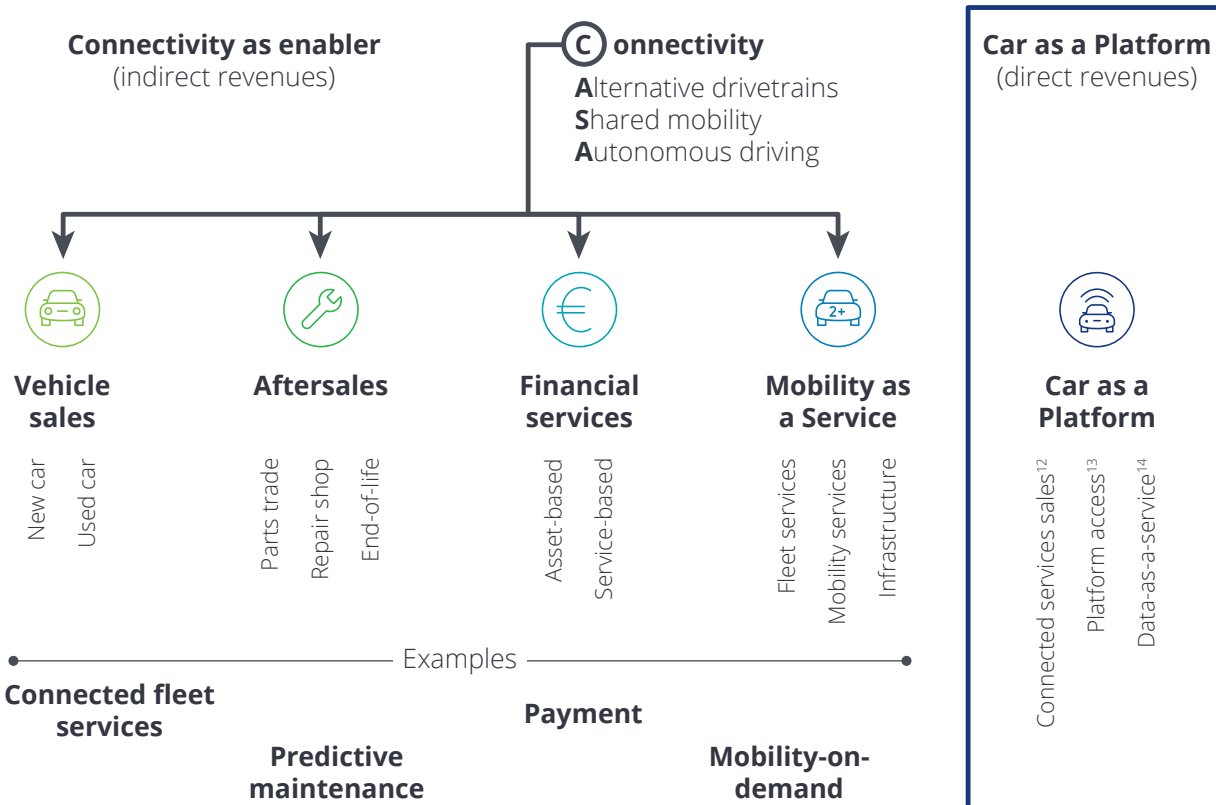 Connectivity as enabler
(indirect revenues)
Connectivity
Alternative drivetrains
Shared mobility
Autonomous driving
Car as a Platform
(direct revenues)
2+
Vehicle
sales
Aftersales
Financial
services
Mobility as
a Service
Car as a
Platform
New car
Used car
Parts trade
Repair shop
End-of-life
Asset-based
Service-based
Fleet services
Mobility services
Infrastructure
Connected services sales¹²
Platform access¹³
Data-as-a-service¹⁴
Examples
Connected fleet
services
Predictive
maintenance
Payment
Mobility-on-
demand